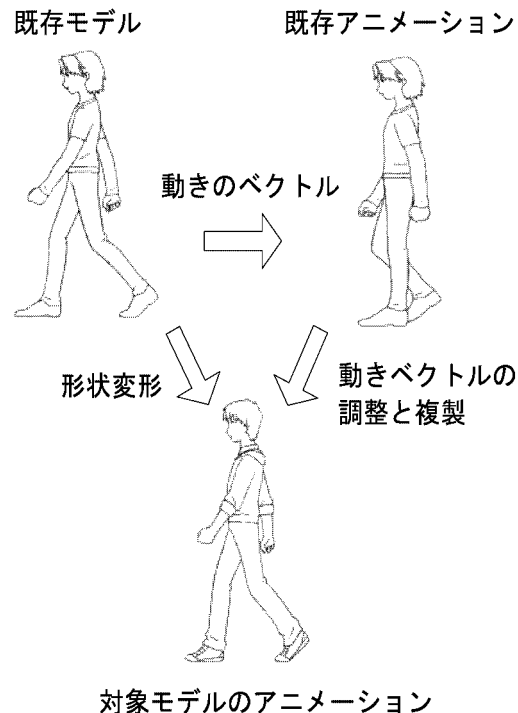 既存モデル
既存アニメーション
動きのベクトル
形状変形
動きベクトルの
調整と複製
対象モデルのアニメーション